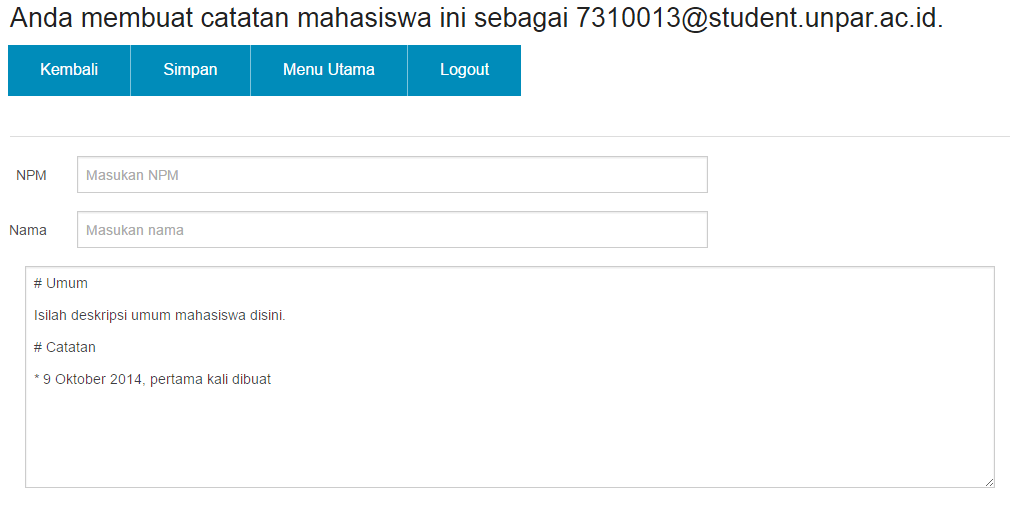 Anda membuat catatan mahasiswa ini sebagai 7310013@student.unpar.ac.id.
Kembali Simpan Menu Utama Logout
NPM Masukan NPM
Nama Masukan nama
# Umum
Isilah deskripsi umum mahasiswa disini.
# Catatan
* 9 Oktober 2014, pertama kali dibuat